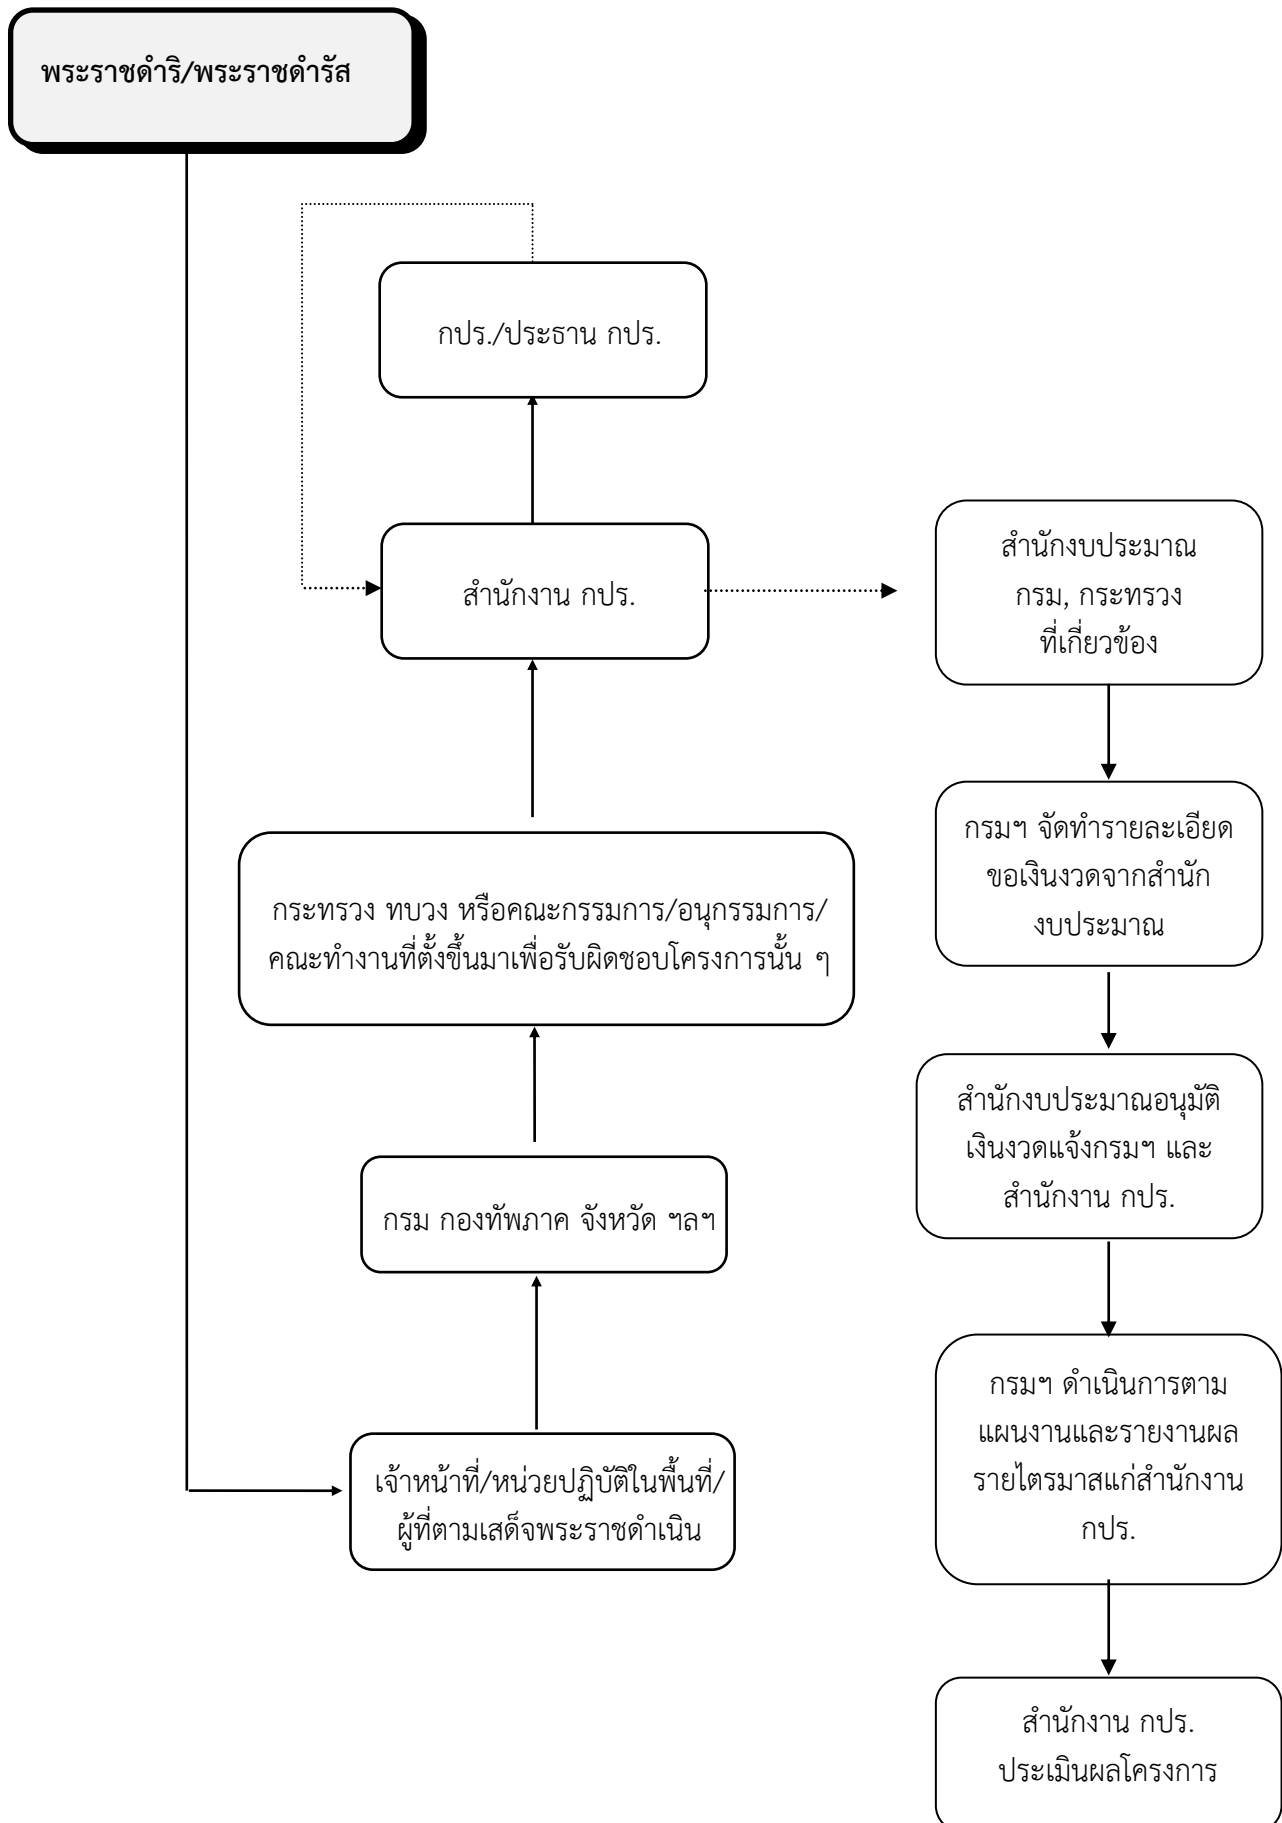 พระราชดำริ/พระราชดำรัส
กปร./ประธาน กปร.
สำนักงาน กปร.
กระทรวง ทบวง หรือคณะกรรมการ/อนุกรรมการ/
คณะทำงานที่ตั้งขึ้นมาเพื่อรับผิดชอบโครงการนั้น ๆ
กรม กองทัพภาค จังหวัด ฯลฯ
เจ้าหน้าที่/หน่วยปฏิบัติในพื้นที่/
ผู้ที่ตามเสด็จพระราชดำเนิน
สำนักงบประมาณ
กรม, กระทรวง
ที่เกี่ยวข้อง
กรมฯ จัดทำรายละเอียด
ขอเงินงวดจากสำนัก
งบประมาณ
สำนักงบประมาณอนุมัติ
เงินงวดแจ้งกรมฯ และ
สำนักงาน กปร.
กรมฯ ดำเนินการตาม
แผนงานและรายงานผล
รายไตรมาสแก่สำนักงาน
กปร.
สำนักงาน กปร.
ประเมินผลโครงการ